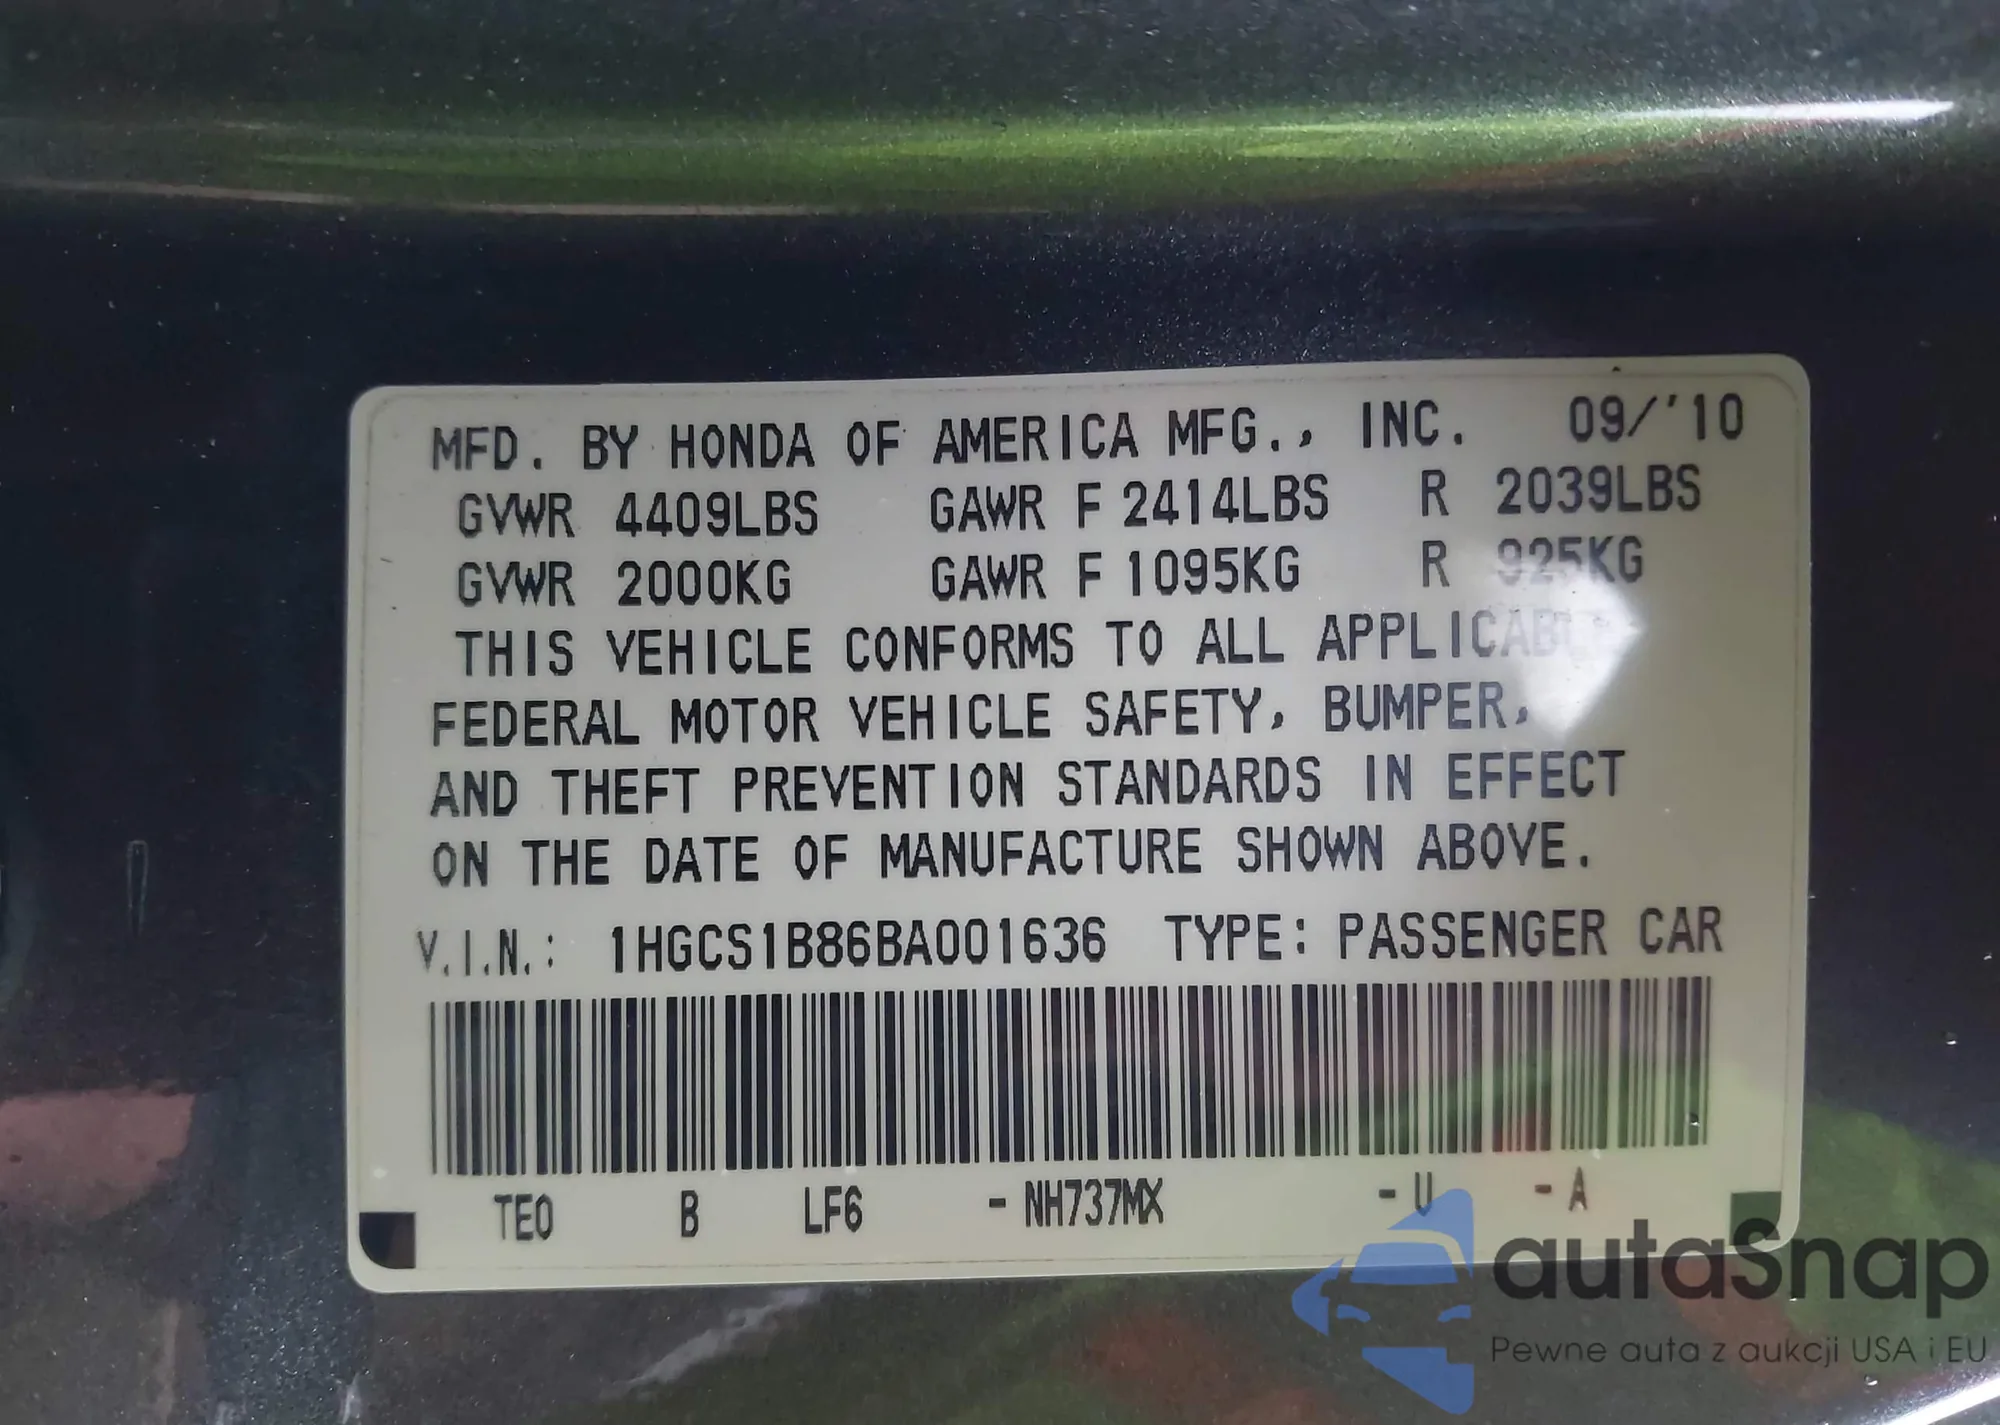 MFD. BY HONDA OF AMERICA MFG., INC. 09/'10
GVWR 4409LBS GAWR F 2414LBS R 2039LBS
GVWR 2000KG GAWR F 1095KG R 925KG
THIS VEHICLE CONFORMS TO ALL APPLICABLE
FEDERAL MOTOR VEHICLE SAFETY, BUMPER,
AND THEFT PREVENTION STANDARDS IN EFFECT
ON THE DATE OF MANUFACTURE SHOWN ABOVE.
V.I.N.: 1HGCS1B86BA001636 TYPE: PASSENGER CAR
TE0 B LF6 - NH737MX - U - A
autaSnap
Pewne auta z aukcji USA i EU